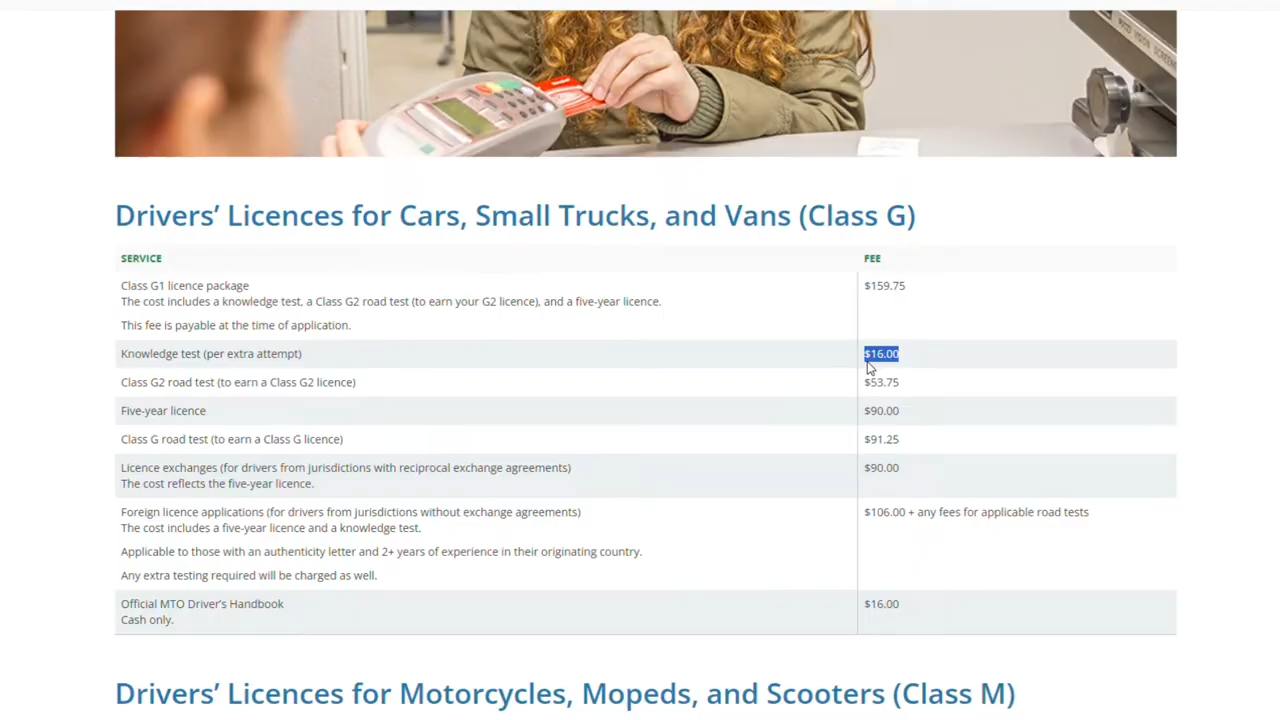 Drivers’ Licences for Cars, Small Trucks, and Vans (Class G)
SERVICE FEE
Class G1 licence package $159.75
The cost includes a knowledge test, a Class G2 road test (to earn your G2 licence), and a five-year licence.
This fee is payable at the time of application.
Knowledge test (per extra attempt) $16.00
Class G2 road test (to earn a Class G2 licence) $53.75
Five-year licence $90.00
Class G road test (to earn a Class G licence) $91.25
Licence exchanges (for drivers from jurisdictions with reciprocal exchange agreements) $90.00
The cost reflects the five-year licence.
Foreign licence applications (for drivers from jurisdictions without exchange agreements) $106.00 + any fees for applicable road tests
The cost includes a five-year licence and a knowledge test.
Applicable to those with an authenticity letter and 2+ years of experience in their originating country.
Any extra testing required will be charged as well.
Official MTO Driver’s Handbook $16.00
Cash only.
Drivers’ Licences for Motorcycles, Mopeds, and Scooters (Class M)